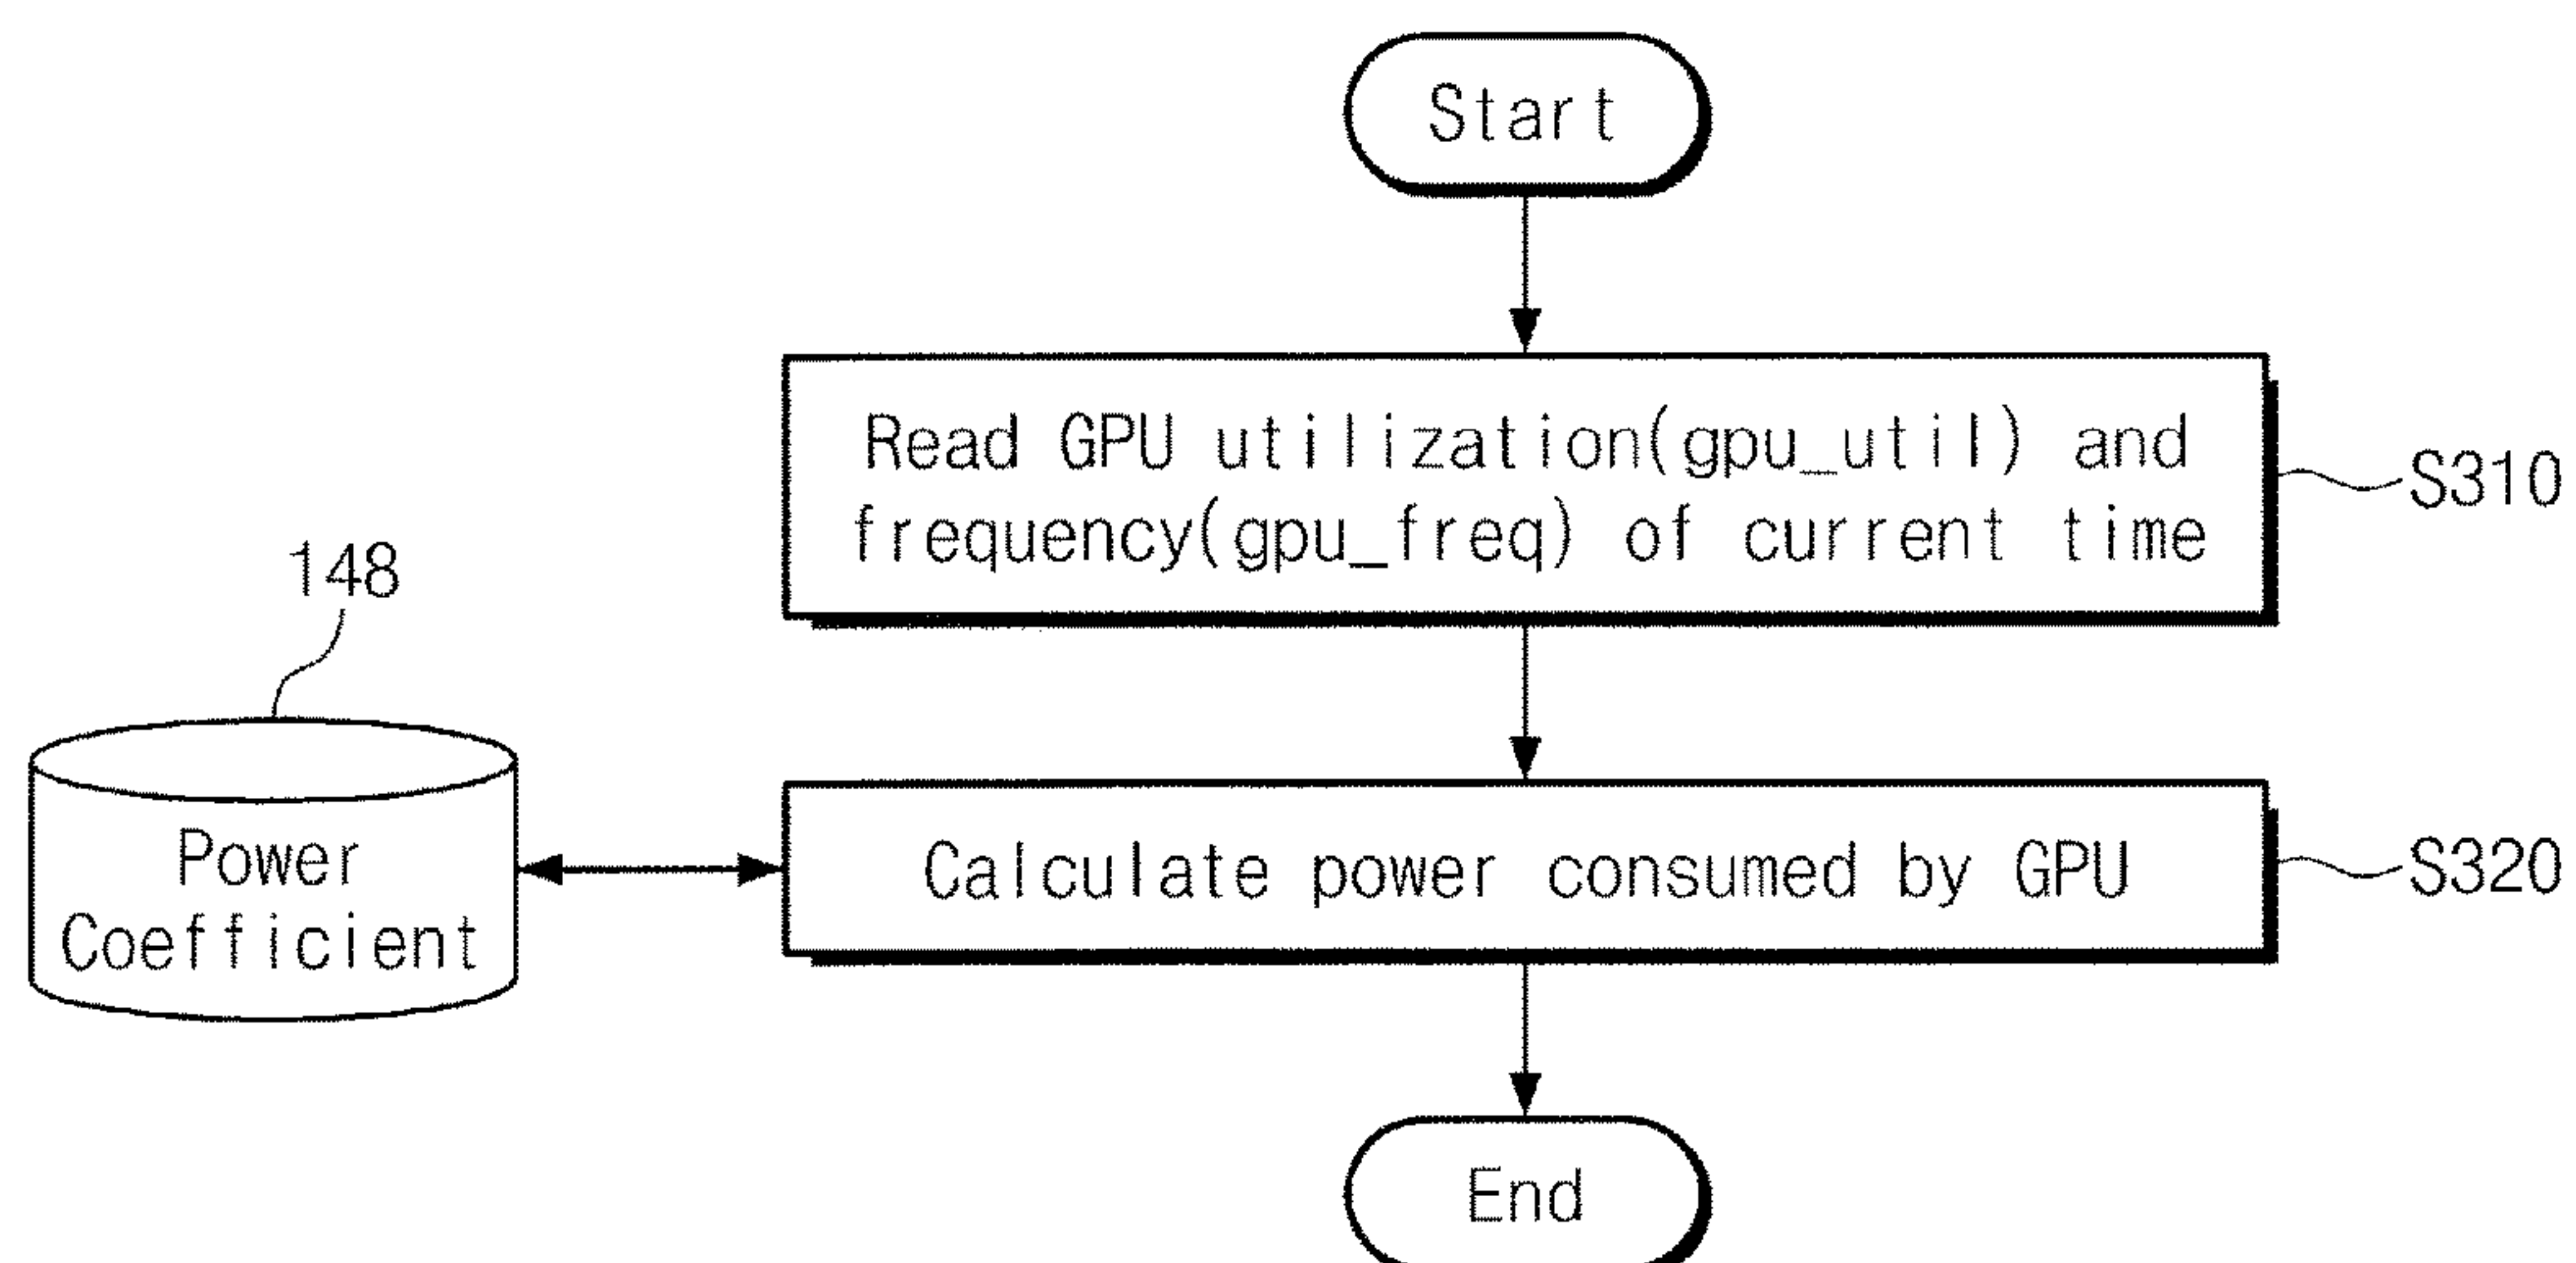 Start
Read GPU utilization(gpu_util) and
frequency(gpu_freq) of current time
S310
148
Power
Coefficient
Calculate power consumed by GPU
S320
End